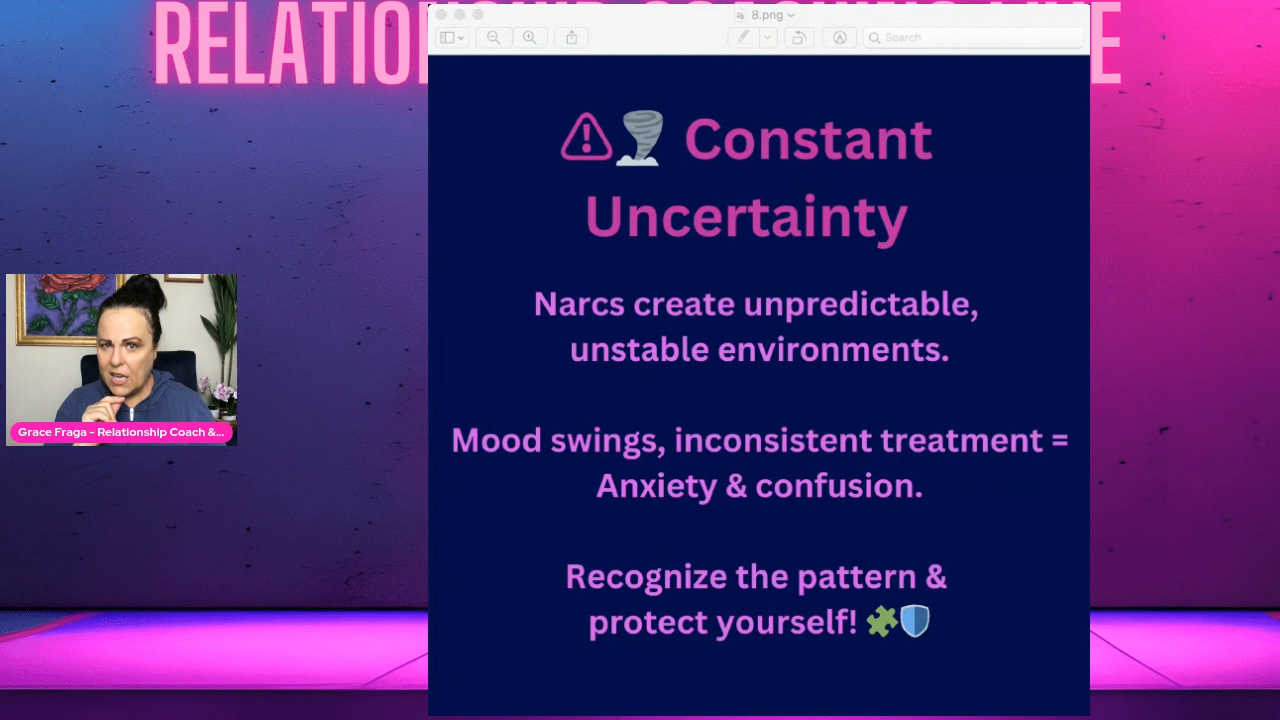 8.png
Search
⚠🌪 Constant
Uncertainty
Narcs create unpredictable,
unstable environments.
Mood swings, inconsistent treatment =
Anxiety & confusion.
Recognize the pattern &
protect yourself! 🧩🛡
Grace Fraga - Relationship Coach &...